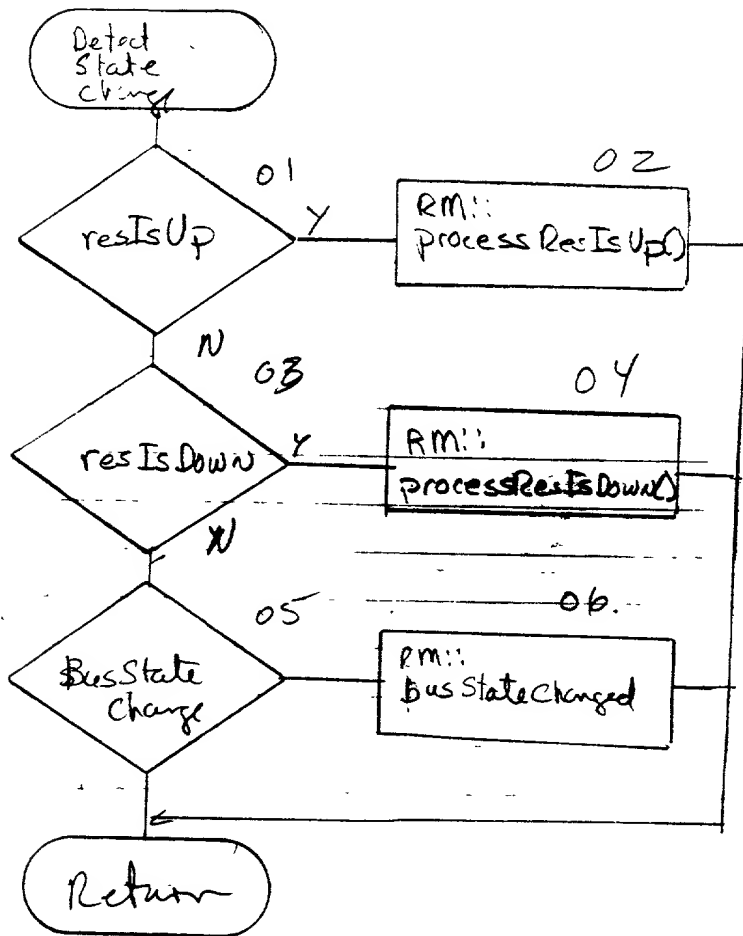 Detect
State
change
01
02
resIsUp
Y
RM::
processResIsUp()
N
03
04
resIsDOWN
Y
RM::
processResIsDOWN()
N
05
06.
BusState
Change
RM::
BusStateChanged
Return